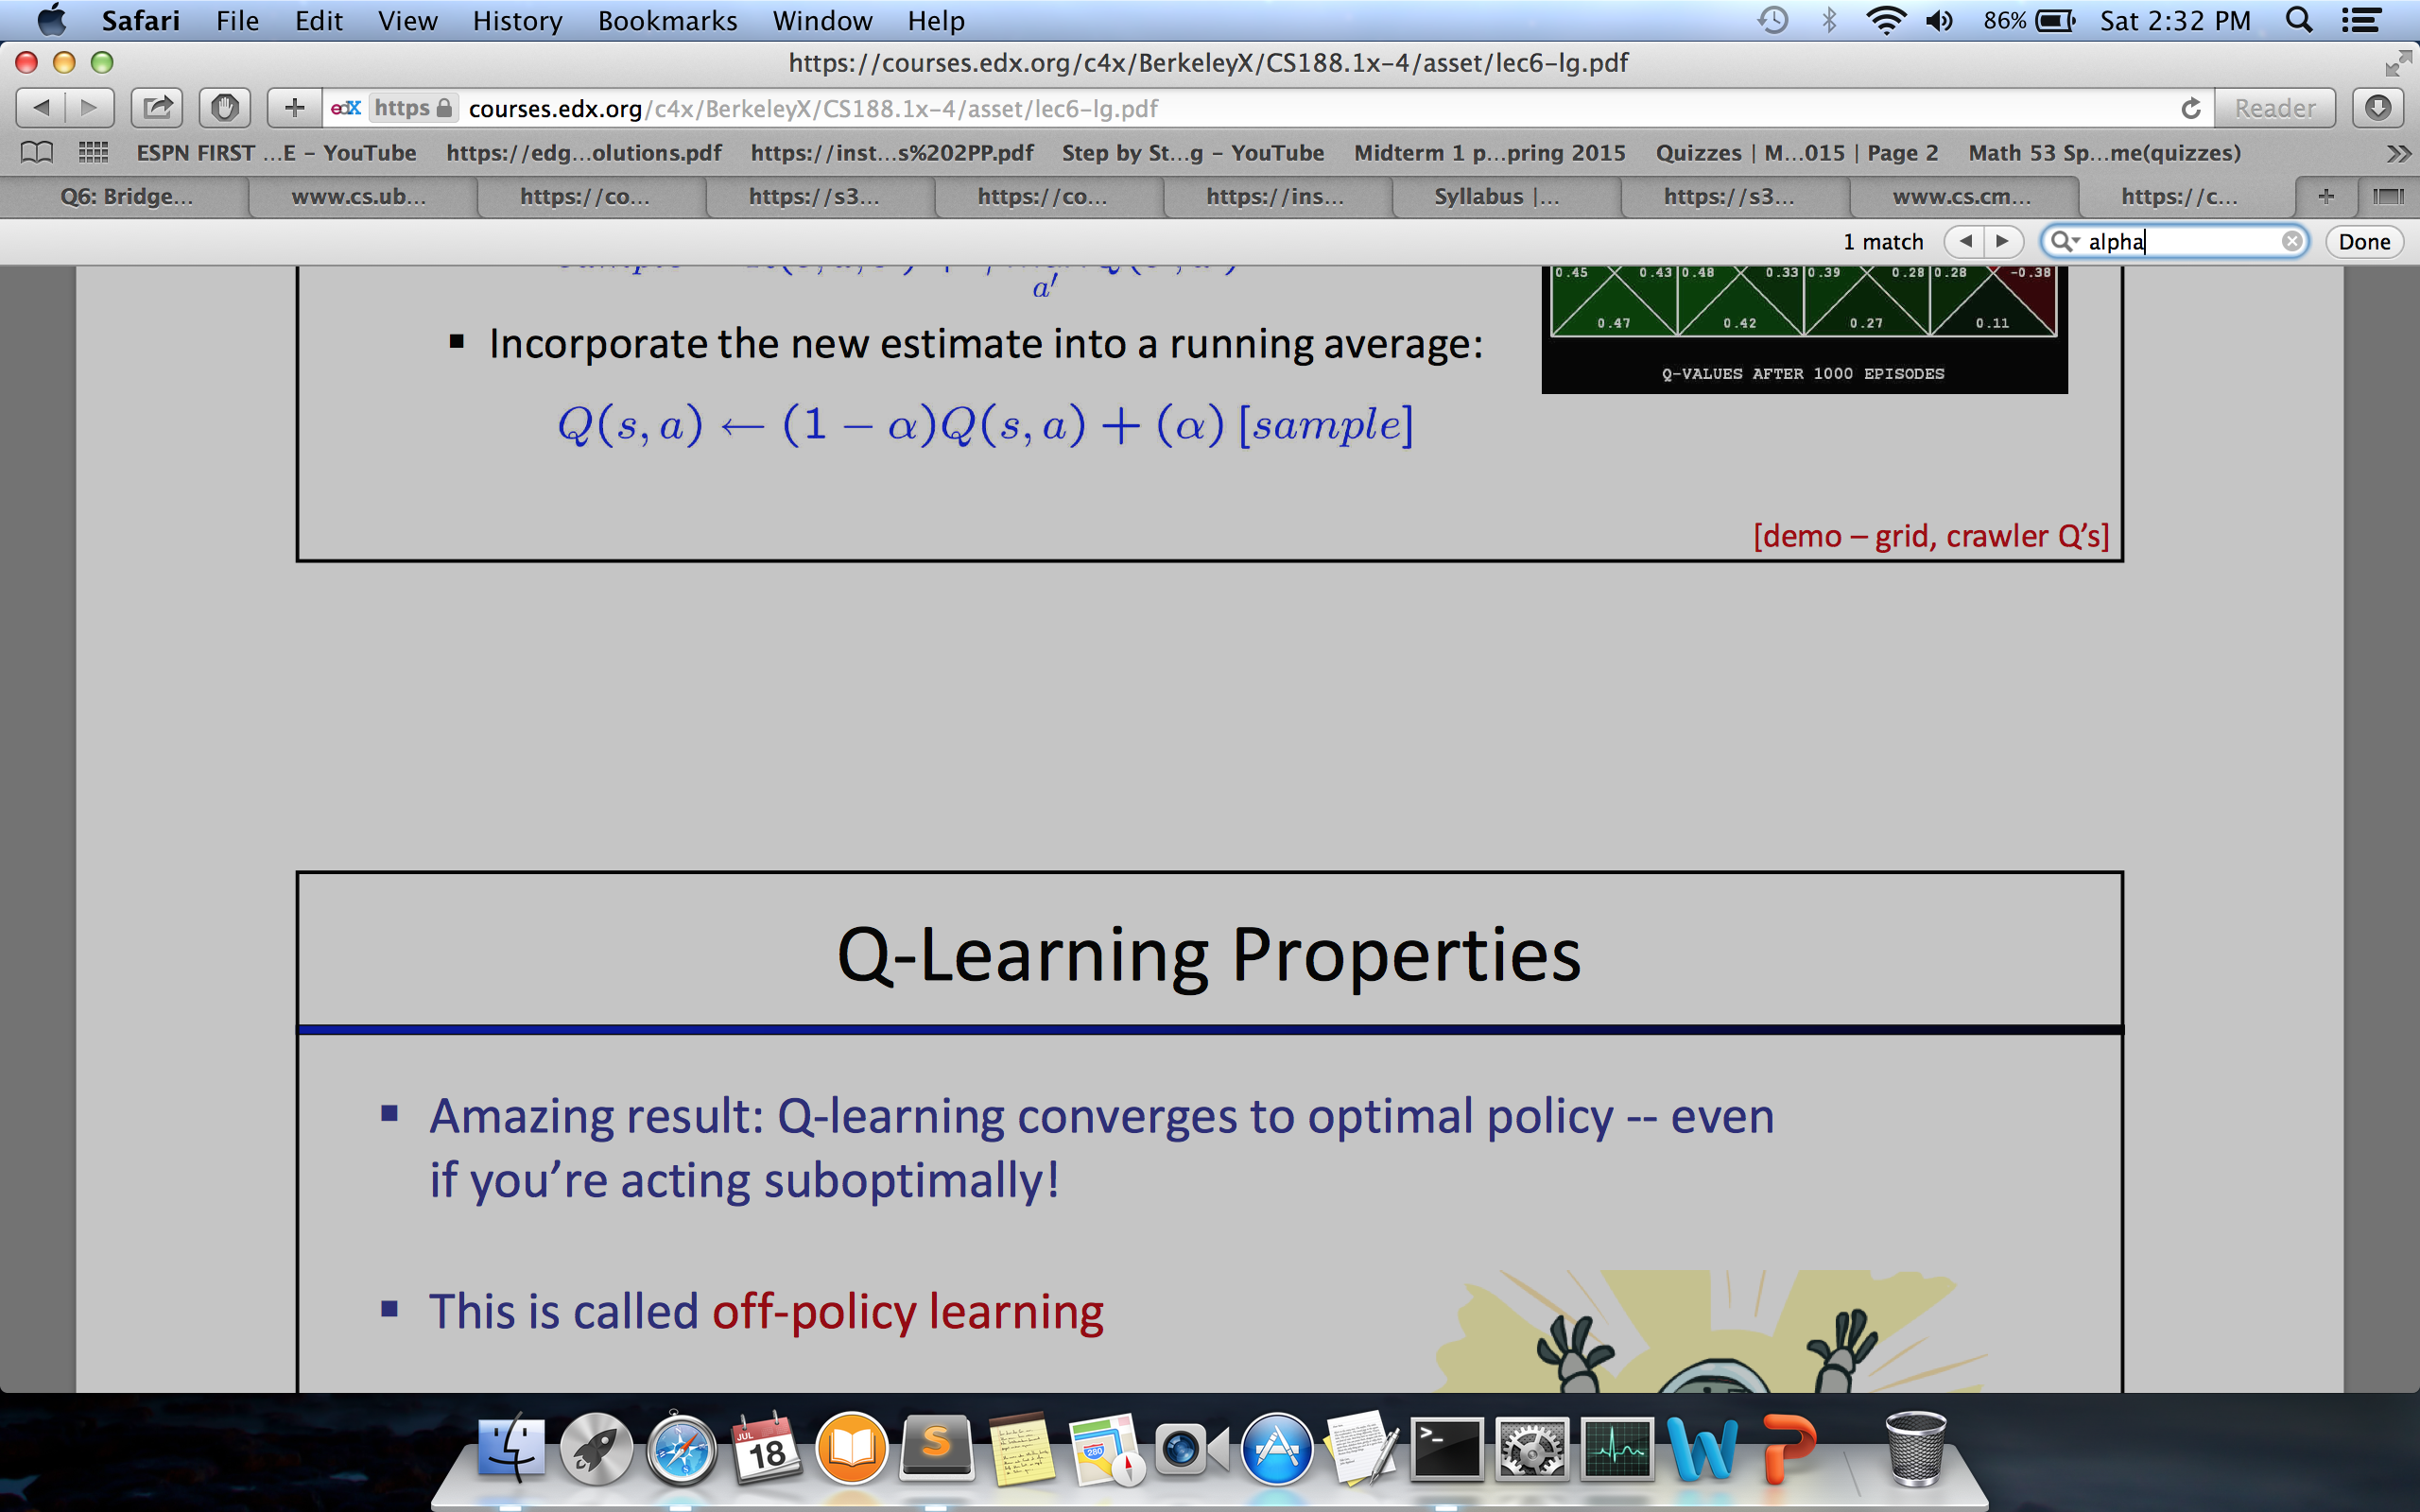 Safari File Edit View History Bookmarks Window Help 86% Sat 2:32 PM
https://courses.edx.org/c4x/BerkeleyX/CS188.1x-4/asset/lec6-lg.pdf
edX https courses.edx.org/c4x/BerkeleyX/CS188.1x-4/asset/lec6-lg.pdf Reader
ESPN FIRST ...E - YouTube https://edg...olutions.pdf https://inst...s%202PP.pdf Step by St...g - YouTube Midterm 1 p...pring 2015 Quizzes | M...015 | Page 2 Math 53 Sp...me(quizzes)
Q6: Bridge... www.cs.ub... https://co... https://s3... https://co... https://ins... Syllabus |... https://s3... www.cs.cm... https://c...
1 match alpha Done
0.45 0.43 0.48 0.33 0.39 0.28 0.28 -0.38
a′
0.47 0.42 0.27 0.11
▪ Incorporate the new estimate into a running average:
Q-VALUES AFTER 1000 EPISODES
Q(s, a) ← (1 − α)Q(s, a) + (α) [sample]
[demo – grid, crawler Q’s]
Q-Learning Properties
▪ Amazing result: Q-learning converges to optimal policy -- even
if you’re acting suboptimally!
▪ This is called off-policy learning
JUL
18
280